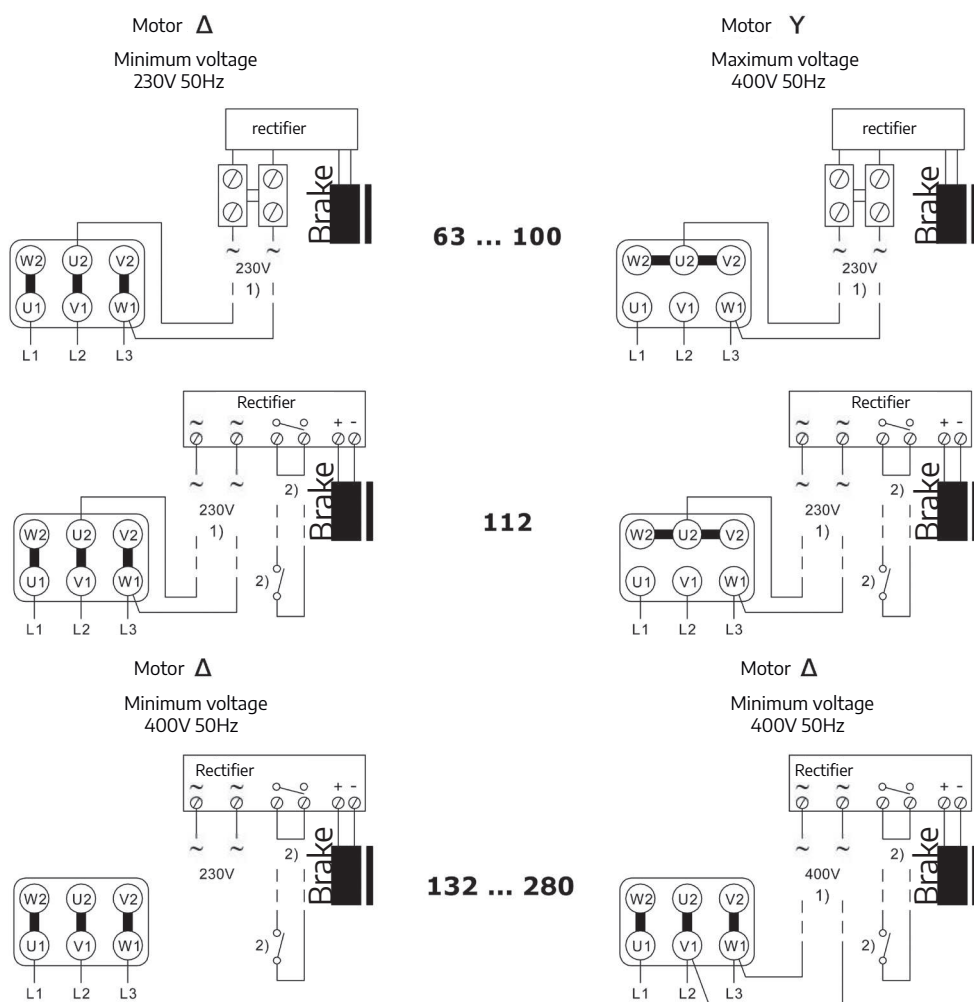 Motor Δ
Minimum voltage
230V 50Hz
rectifier
Brake
~ ~
230V
1)
W2 U2 V2
U1 V1 W1
L1 L2 L3
63 ... 100
Motor Y
Maximum voltage
400V 50Hz
rectifier
Brake
~ ~
230V
1)
W2 U2 V2
U1 V1 W1
L1 L2 L3
Rectifier
~ ~ + -
Brake
~ ~
2)
230V
1)
W2 U2 V2
2)
U1 V1 W1
L1 L2 L3
112
Rectifier
~ ~ + -
Brake
~ ~
2)
230V
1)
W2 U2 V2
2)
U1 V1 W1
L1 L2 L3
Motor Δ
Minimum voltage
400V 50Hz
Rectifier
~ ~ + -
Brake
~ ~
2)
230V
W2 U2 V2
2)
U1 V1 W1
L1 L2 L3
132 ... 280
Motor Δ
Minimum voltage
400V 50Hz
Rectifier
~ ~ + -
Brake
~ ~
2)
400V
1)
W2 U2 V2
2)
U1 V1 W1
L1 L2 L3